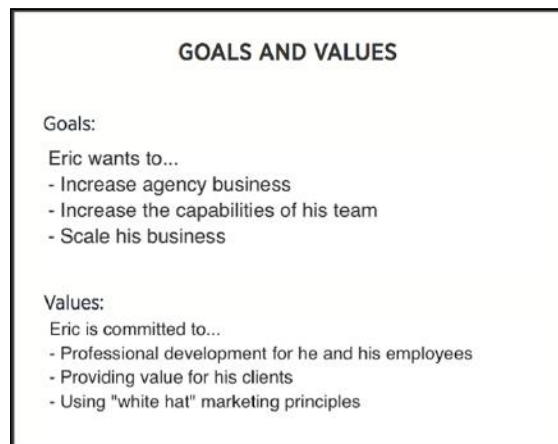 GOALS AND VALUES
Goals:
Eric wants to...
- Increase agency business
- Increase the capabilities of his team
- Scale his business
Values:
Eric is committed to...
- Professional development for he and his employees
- Providing value for his clients
- Using "white hat" marketing principles